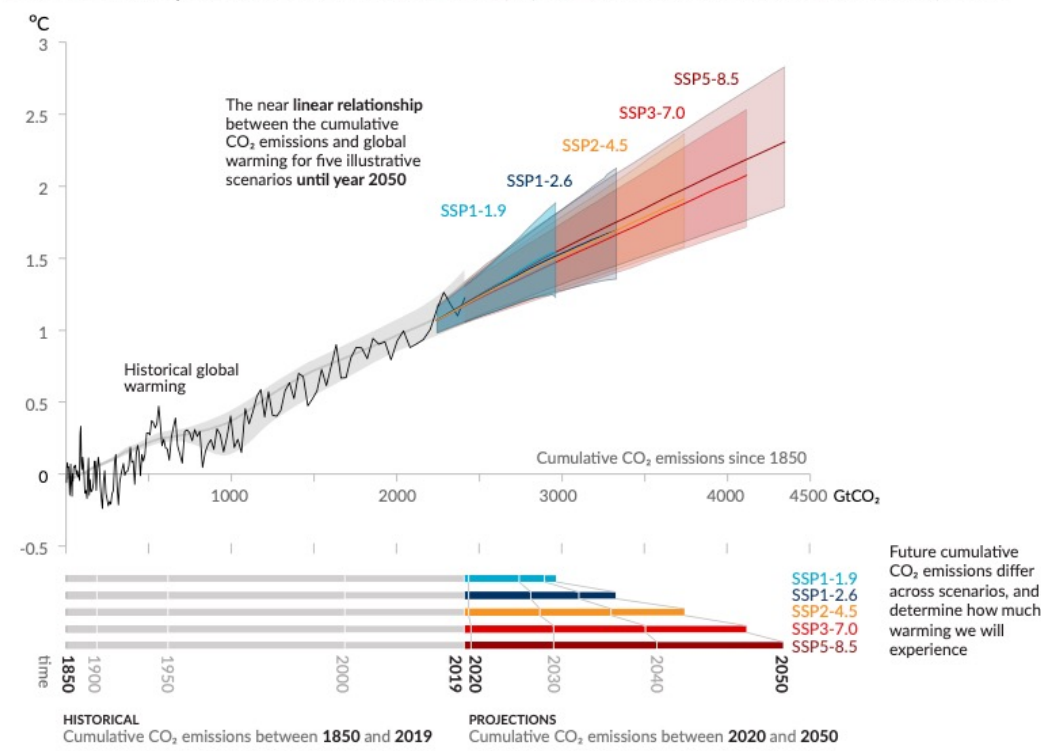 °C
3
2.5
2
1.5
1
0.5
0
-0.5
The near linear relationship
between the cumulative
CO₂ emissions and global
warming for five illustrative
scenarios until year 2050
SSP5-8.5
SSP3-7.0
SSP2-4.5
SSP1-2.6
SSP1-1.9
Historical global
warming
Cumulative CO₂ emissions since 1850
1000
2000
3000
4000
4500 GtCO₂
SSP1-1.9
SSP1-2.6
SSP2-4.5
SSP3-7.0
SSP5-8.5
Future cumulative
CO₂ emissions differ
across scenarios, and
determine how much
warming we will
experience
time
1850
1900
1950
2000
2019
2020
2030
2040
2050
HISTORICAL
Cumulative CO₂ emissions between 1850 and 2019
PROJECTIONS
Cumulative CO₂ emissions between 2020 and 2050